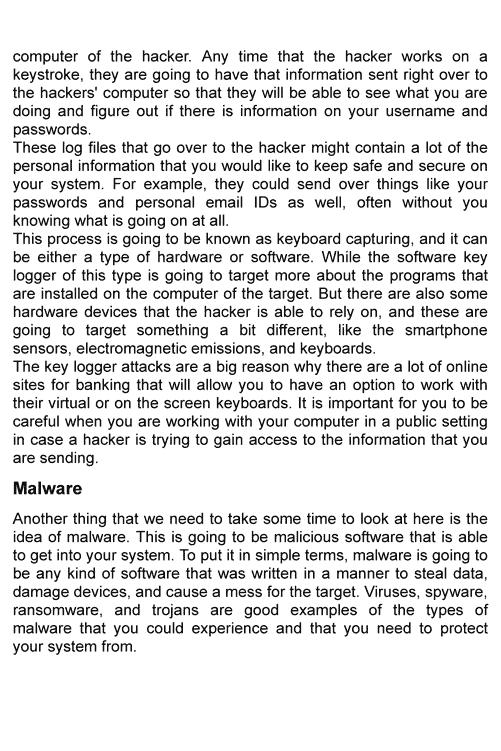 computer of the hacker. Any time that the hacker works on a
keystroke, they are going to have that information sent right over to
the hackers' computer so that they will be able to see what you are
doing and figure out if there is information on your username and
passwords.
These log files that go over to the hacker might contain a lot of the
personal information that you would like to keep safe and secure on
your system. For example, they could send over things like your
passwords and personal email IDs as well, often without you
knowing what is going on at all.
This process is going to be known as keyboard capturing, and it can
be either a type of hardware or software. While the software key
logger of this type is going to target more about the programs that
are installed on the computer of the target. But there are also some
hardware devices that the hacker is able to rely on, and these are
going to target something a bit different, like the smartphone
sensors, electromagnetic emissions, and keyboards.
The key logger attacks are a big reason why there are a lot of online
sites for banking that will allow you to have an option to work with
their virtual or on the screen keyboards. It is important for you to be
careful when you are working with your computer in a public setting
in case a hacker is trying to gain access to the information that you
are sending.
Malware
Another thing that we need to take some time to look at here is the
idea of malware. This is going to be malicious software that is able
to get into your system. To put it in simple terms, malware is going to
be any kind of software that was written in a manner to steal data,
damage devices, and cause a mess for the target. Viruses, spyware,
ransomware, and trojans are good examples of the types of
malware that you could experience and that you need to protect
your system from.